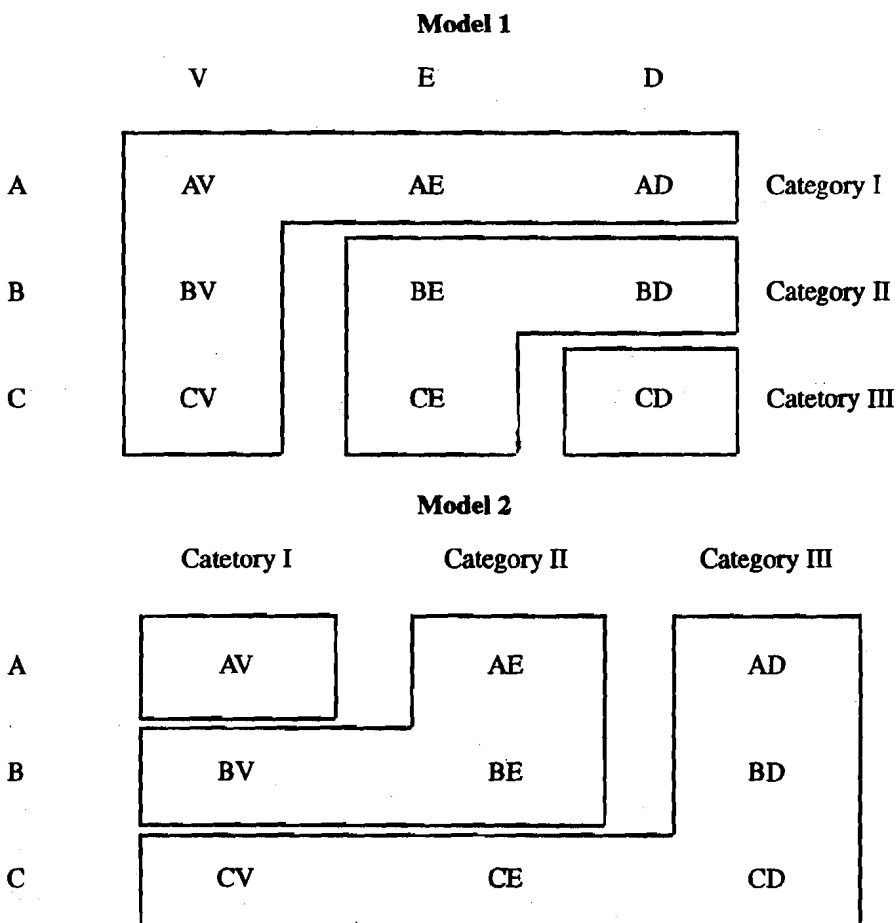 Model 1
V E D
A AV AE AD Category I
B BV BE BD Category II
C CV CE CD Catetory III
Model 2
Catetory I Category II Category III
A AV AE AD
B BV BE BD
C CV CE CD